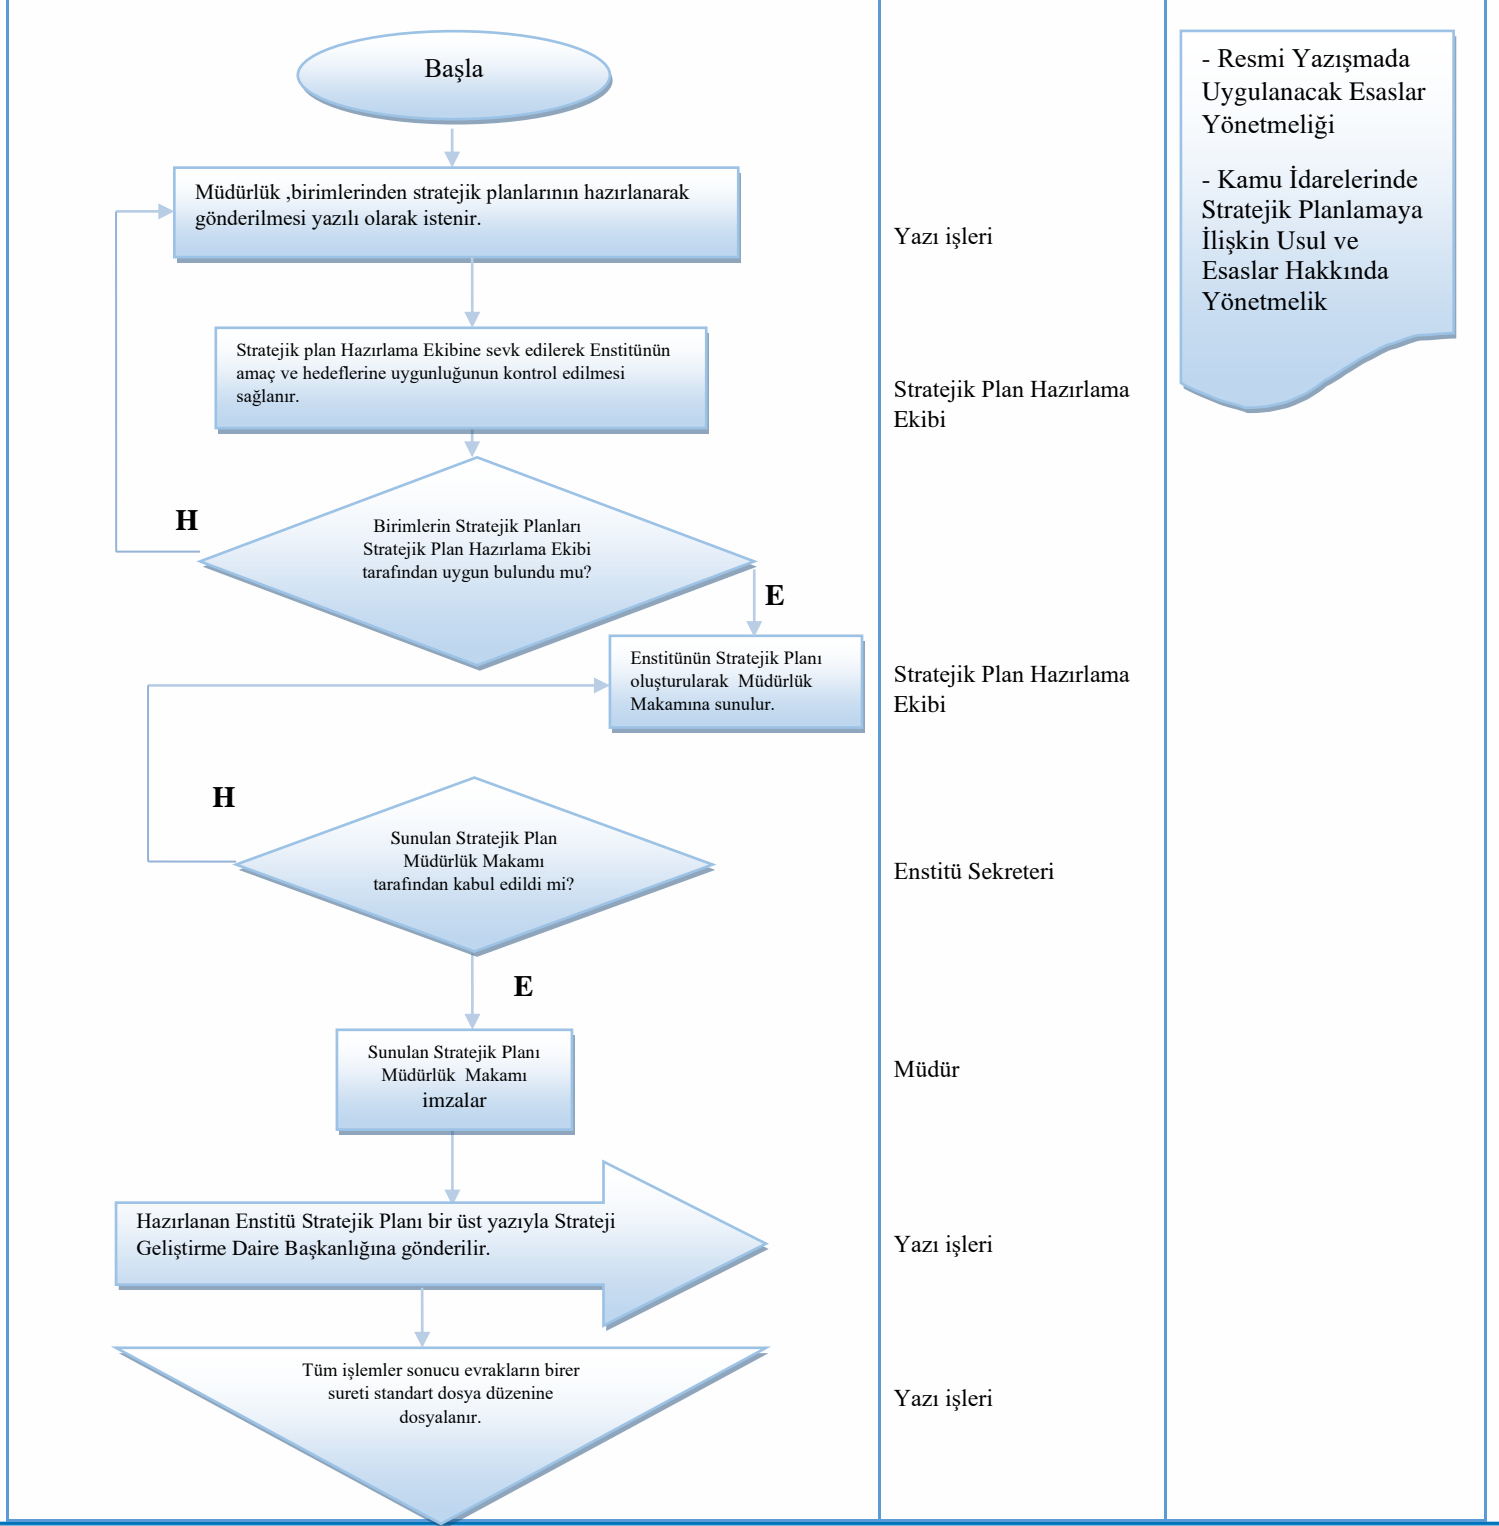 Başla
Müdürlük ,birimlerinden stratejik planlarının hazırlanarak
gönderilmesi yazılı olarak istenir.
Stratejik plan Hazırlama Ekibine sevk edilerek Enstitünün
amaç ve hedeflerine uygunluğunun kontrol edilmesi
sağlanır.
H
Birimlerin Stratejik Planları
Stratejik Plan Hazırlama Ekibi
tarafından uygun bulundu mu?
E
Enstitünün Stratejik Planı
oluşturularak  Müdürlük
Makamına sunulur.
H
Sunulan Stratejik Plan
Müdürlük Makamı
tarafından kabul edildi mi?
E
Sunulan Stratejik Planı
Müdürlük  Makamı
imzalar
Hazırlanan Enstitü Stratejik Planı bir üst yazıyla Strateji
Geliştirme Daire Başkanlığına gönderilir.
Tüm işlemler sonucu evrakların birer
sureti standart dosya düzenine
dosyalanır.
Yazı işleri
Stratejik Plan Hazırlama
Ekibi
Stratejik Plan Hazırlama
Ekibi
Enstitü Sekreteri
Müdür
Yazı işleri
Yazı işleri
- Resmi Yazışmada
Uygulanacak Esaslar
Yönetmeliği
- Kamu İdarelerinde
Stratejik Planlamaya
İlişkin Usul ve
Esaslar Hakkında
Yönetmelik